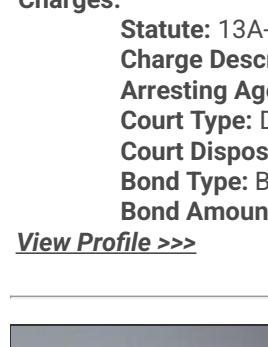 Charges:
Statute: 13A-
Charge Descr
Arresting Age
Court Type: D
Court Dispos
Bond Type: B
Bond Amoun
View Profile >>>